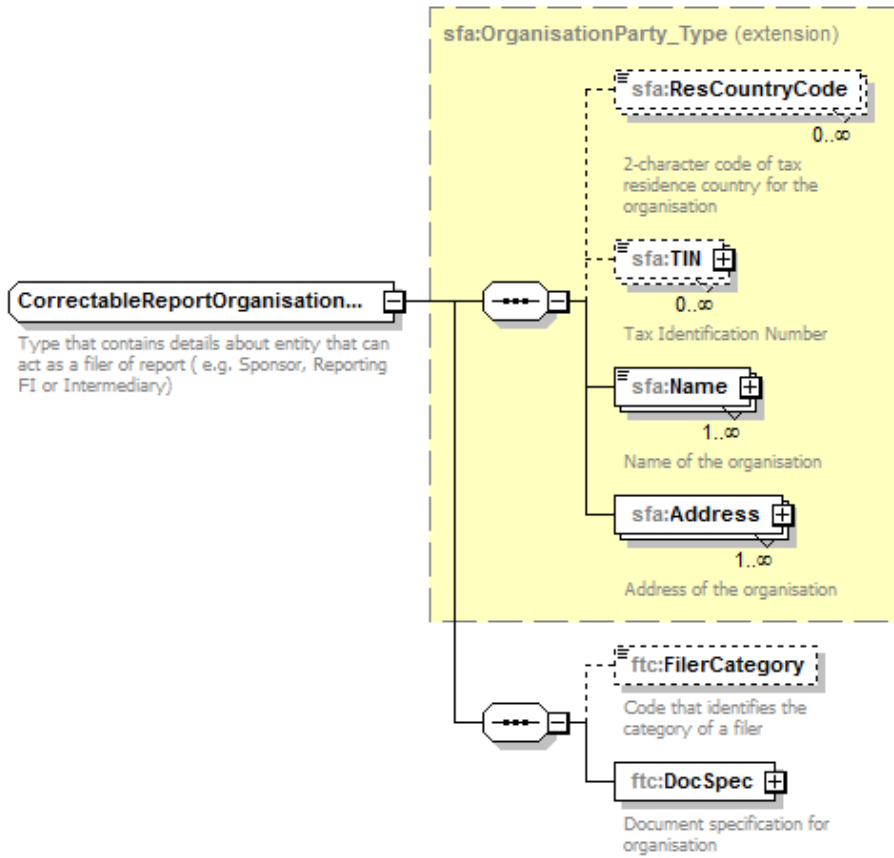 sfa:OrganisationParty_Type (extension)
sfa:ResCountryCode
0..∞
2-character code of tax
residence country for the
organisation
sfa:TIN
0..∞
Tax Identification Number
CorrectableReportOrganisation...
Type that contains details about entity that can
act as a filer of report ( e.g. Sponsor, Reporting
FI or Intermediary)
sfa:Name
1..∞
Name of the organisation
sfa:Address
1..∞
Address of the organisation
ftc:FilerCategory
Code that identifies the
category of a filer
ftc:DocSpec
Document specification for
organisation